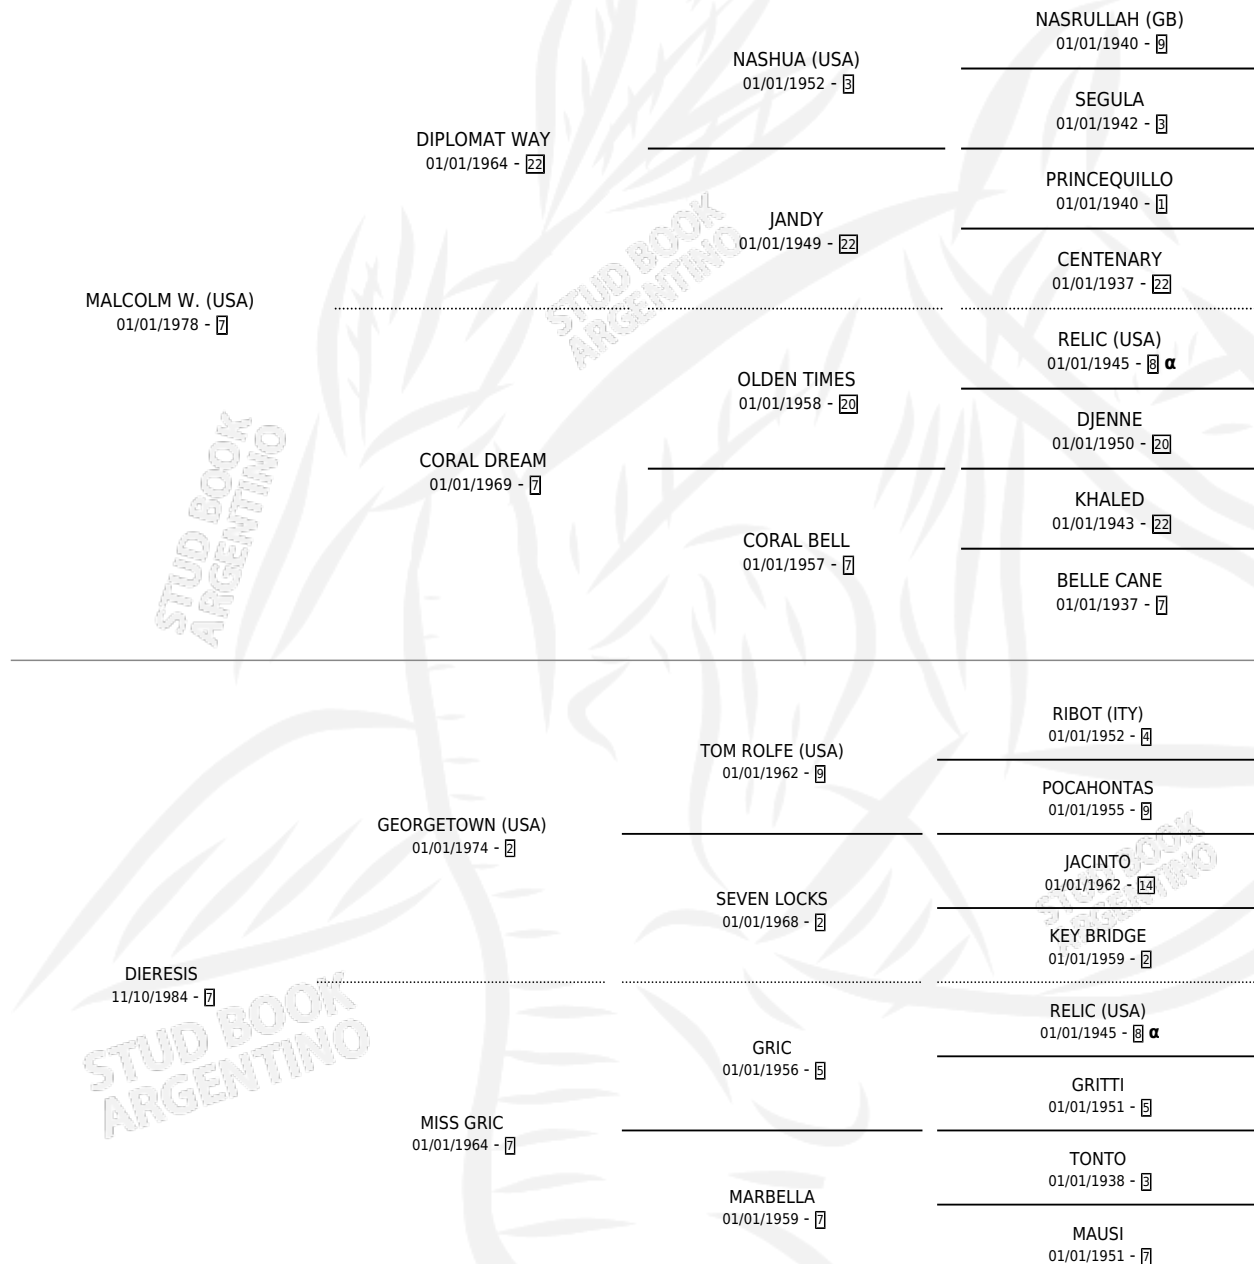 NASRULLAH (GB)
01/01/1940 - 9
NASHUA (USA)
01/01/1952 - 3
SEGULA
01/01/1942 - 3
DIPLOMAT WAY
01/01/1964 - 22
PRINCEQUILLO
01/01/1940 - 1
JANDY
01/01/1949 - 22
CENTENARY
01/01/1937 - 22
MALCOLM W. (USA)
01/01/1978 - 7
RELIC (USA)
01/01/1945 - 8 α
OLDEN TIMES
01/01/1958 - 20
DJENNE
01/01/1950 - 20
CORAL DREAM
01/01/1969 - 7
KHALED
01/01/1943 - 22
CORAL BELL
01/01/1957 - 7
BELLE CANE
01/01/1937 - 7
RIBOT (ITY)
01/01/1952 - 4
TOM ROLFE (USA)
01/01/1962 - 9
POCAHONTAS
01/01/1955 - 9
GEORGETOWN (USA)
01/01/1974 - 2
JACINTO
01/01/1962 - 14
SEVEN LOCKS
01/01/1968 - 2
KEY BRIDGE
01/01/1959 - 2
DIERESIS
11/10/1984 - 7
RELIC (USA)
01/01/1945 - 8 α
GRIC
01/01/1956 - 5
GRITTI
01/01/1951 - 5
MISS GRIC
01/01/1964 - 7
TONTO
01/01/1938 - 3
MARBELLA
01/01/1959 - 7
MAUSI
01/01/1951 - 7
STUD BOOK
ARGENTINO
STUD BOOK
ARGENTINO
STUD BOOK
ARGENTINO
STUD BOOK
ARGENTINO